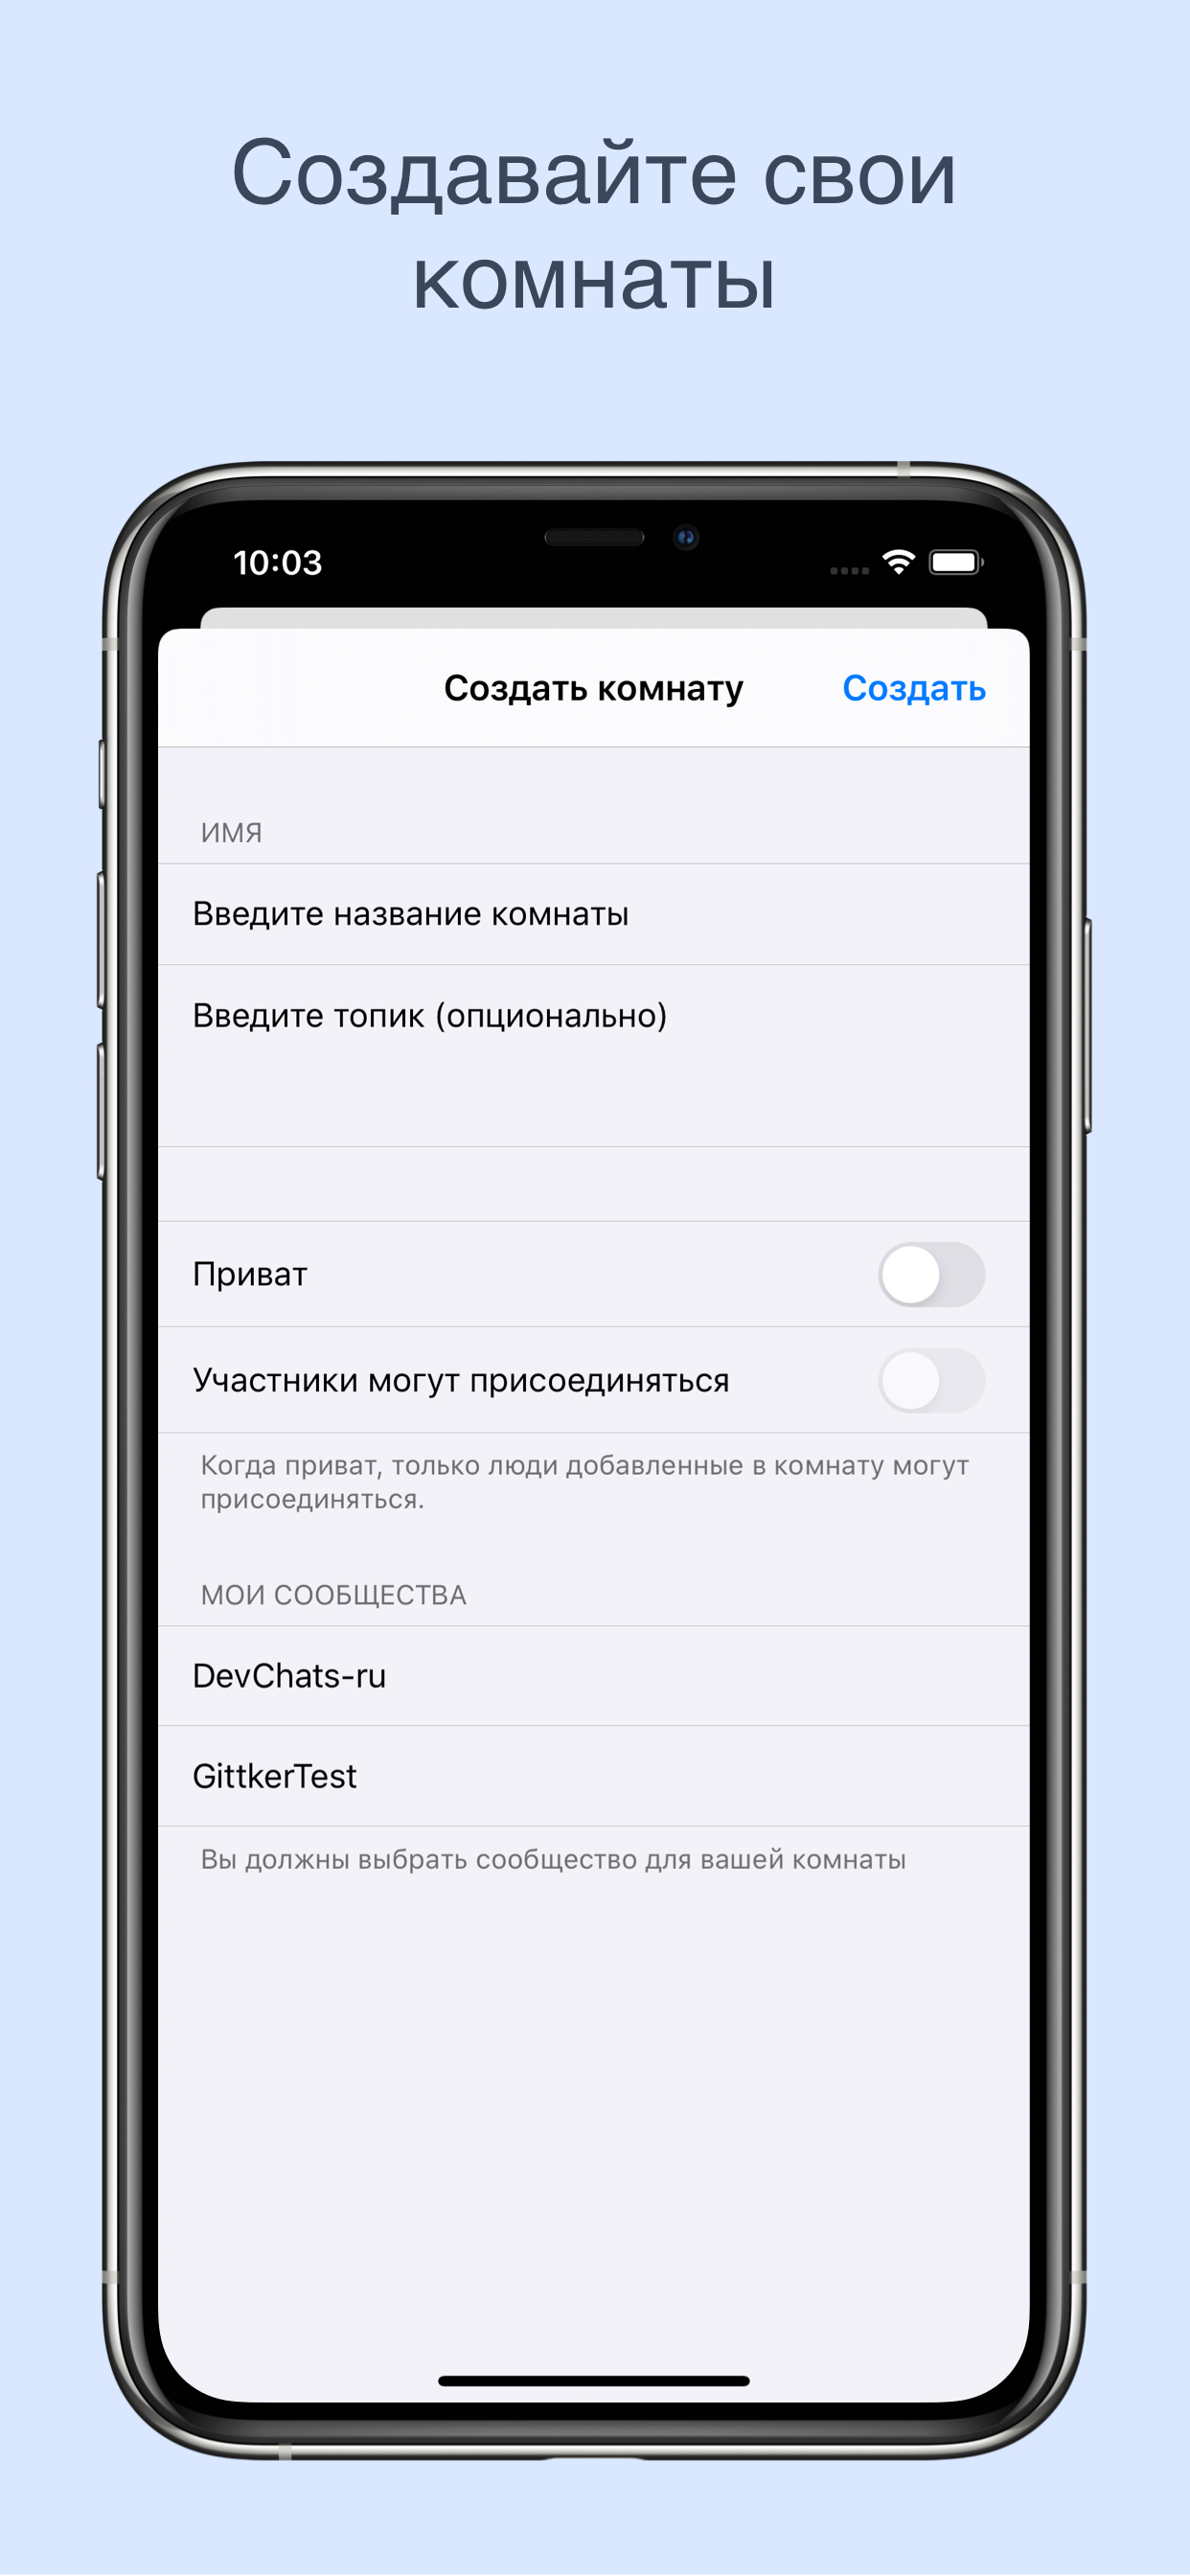 Создавайте свои
комнаты
10:03
Создать комнату
Создать
ИМЯ
Введите название комнаты
Введите топик (опционально)
Приват
Участники могут присоединяться
Когда приват, только люди добавленные в комнату могут
присоединяться.
МОИ СООБЩЕСТВА
DevChats-ru
GittkerTest
Вы должны выбрать сообщество для вашей комнаты